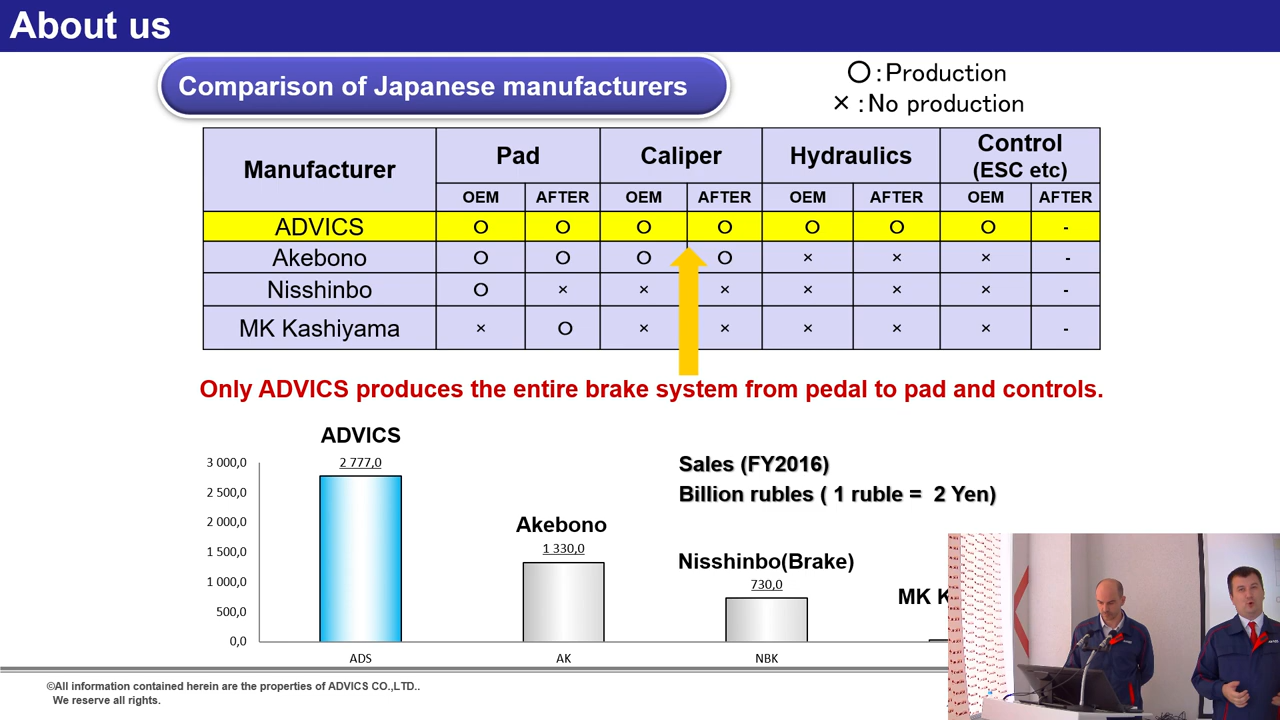 About us
Comparison of Japanese manufacturers
O : Production
× : No production
Manufacturer Pad Caliper Hydraulics Control (ESC etc)
OEM AFTER OEM AFTER OEM AFTER OEM AFTER
ADVICS O O O O O O O -
Akebono O O O O × × × -
Nisshinbo O × × × × × × -
MK Kashiyama × O × × × × × -
Only ADVICS produces the entire brake system from pedal to pad and controls.
Sales (FY2016)
Billion rubles ( 1 ruble = 2 Yen)
ADVICS
Akebono
Nisshinbo(Brake)
MK
2 777,0
1 330,0
730,0
3 000,0
2 500,0
2 000,0
1 500,0
1 000,0
500,0
0,0
ADS AK NBK
©All information contained herein are the properties of ADVICS CO.,LTD..
We reserve all rights.